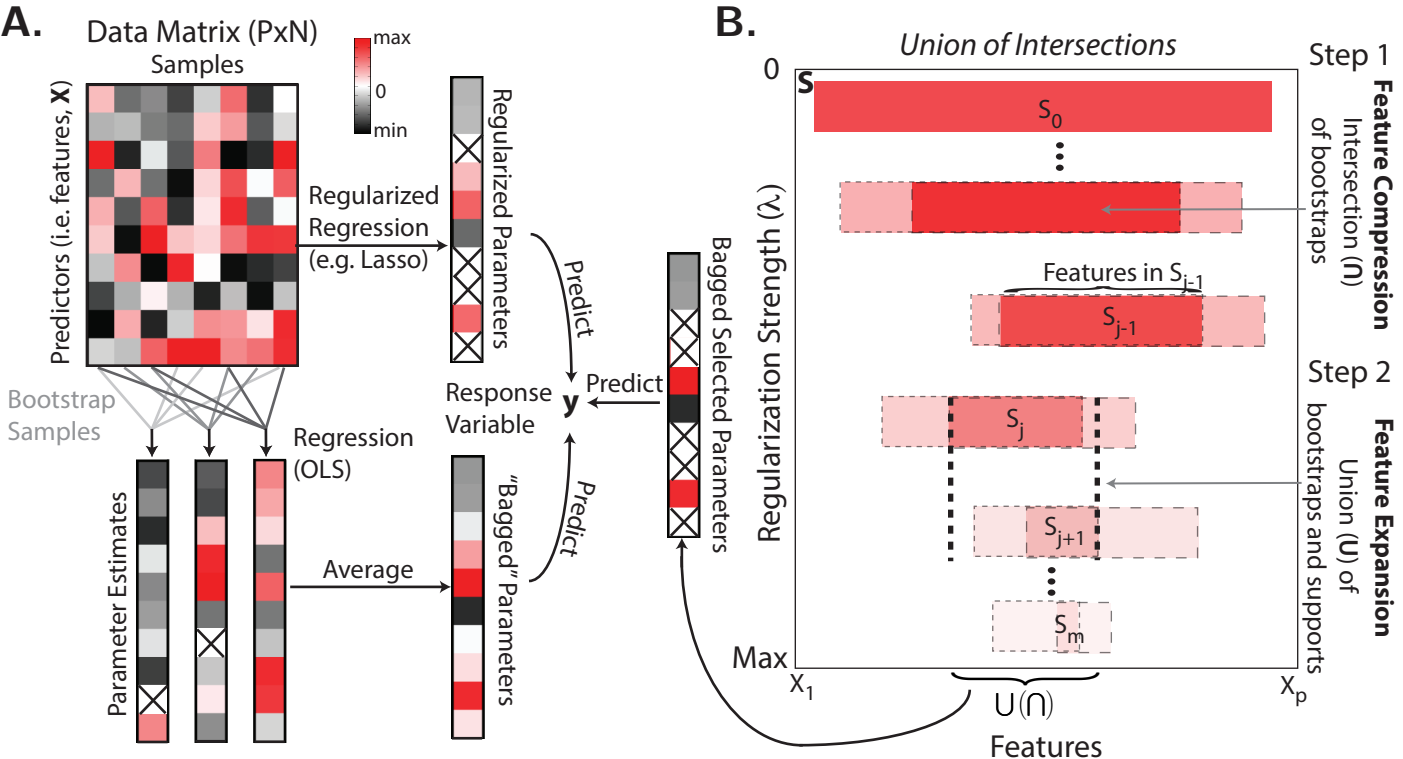 A.
Data Matrix (PxN)
Samples
max
0
min
Predictors (i.e. features, X)
Regularized
Regression
(e.g. Lasso)
Regularized Parameters
Predict
Bootstrap
Samples
Regression
(OLS)
Parameter Estimates
Average
"Bagged" Parameters
Predict
Response
Variable
y
Predict
Bagged Selected Parameters
B.
Union of Intersections
0
Max
Regularization Strength (λ)
S
S0
Features in Sj-1
Sj-1
Sj
Sj+1
Sm
X1
Xp
U(∩)
Features
Step 1
Feature Compression
Intersection (∩)
of bootstraps
Step 2
Feature Expansion
Union (U) of
bootstraps and supports